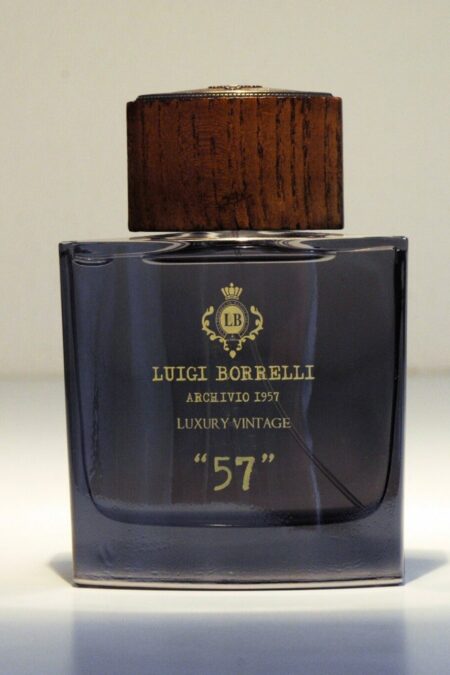 LB
LUIGI BORRELLI
ARCHIVIO 1957
LUXURY VINTAGE
“57”